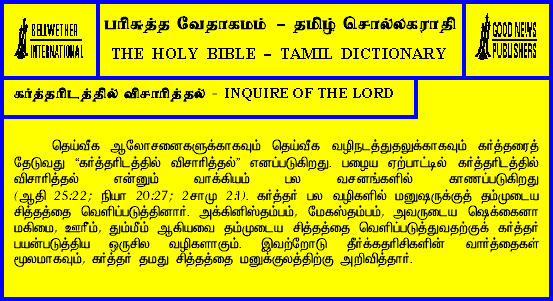 BELLWETHER
INTERNATIONAL
பரிசுத்த வேதாகமம் – தமிழ் சொல்லகராதி
THE HOLY BIBLE – TAMIL DICTIONARY
GOOD NEWS
PUBLISHERS
கர்த்தரிடத்தில் விசாரித்தல் - INQUIRE OF THE LORD
தெய்வீக ஆலோசனைகளுக்காகவும் தெய்வீக வழிநடத்துதலுக்காகவும் கர்த்தரைத்
தேடுவது “கர்த்தரிடத்தில் விசாரித்தல்” எனப்படுகிறது. பழைய ஏற்பாட்டில் கர்த்தரிடத்தில்
விசாரித்தல் என்னும் வாக்கியம் பல வசனங்களில் காணப்படுகிறது
(ஆதி 25:22; நியா 20:27; 2சாமு 2:1). கர்த்தர் பல வழிகளில் மனுஷருக்குத் தம்முடைய
சித்தத்தை வெளிப்படுத்தினார். அக்கினிஸ்தம்பம், மேகஸ்தம்பம், அவருடைய ஷெக்கைனா
மகிமை, ஊரீம், தும்மீம் ஆகியவை தம்முடைய சித்தத்தை வெளிப்படுத்துவதற்குக் கர்த்தர்
பயன்படுத்திய ஒருசில வழிகளாகும். இவற்றோடு தீர்க்கதரிசிகளின் வார்த்தைகள்
மூலமாகவும், கர்த்தர் தமது சித்தத்தை மனுக்குலத்திற்கு அறிவித்தார்.